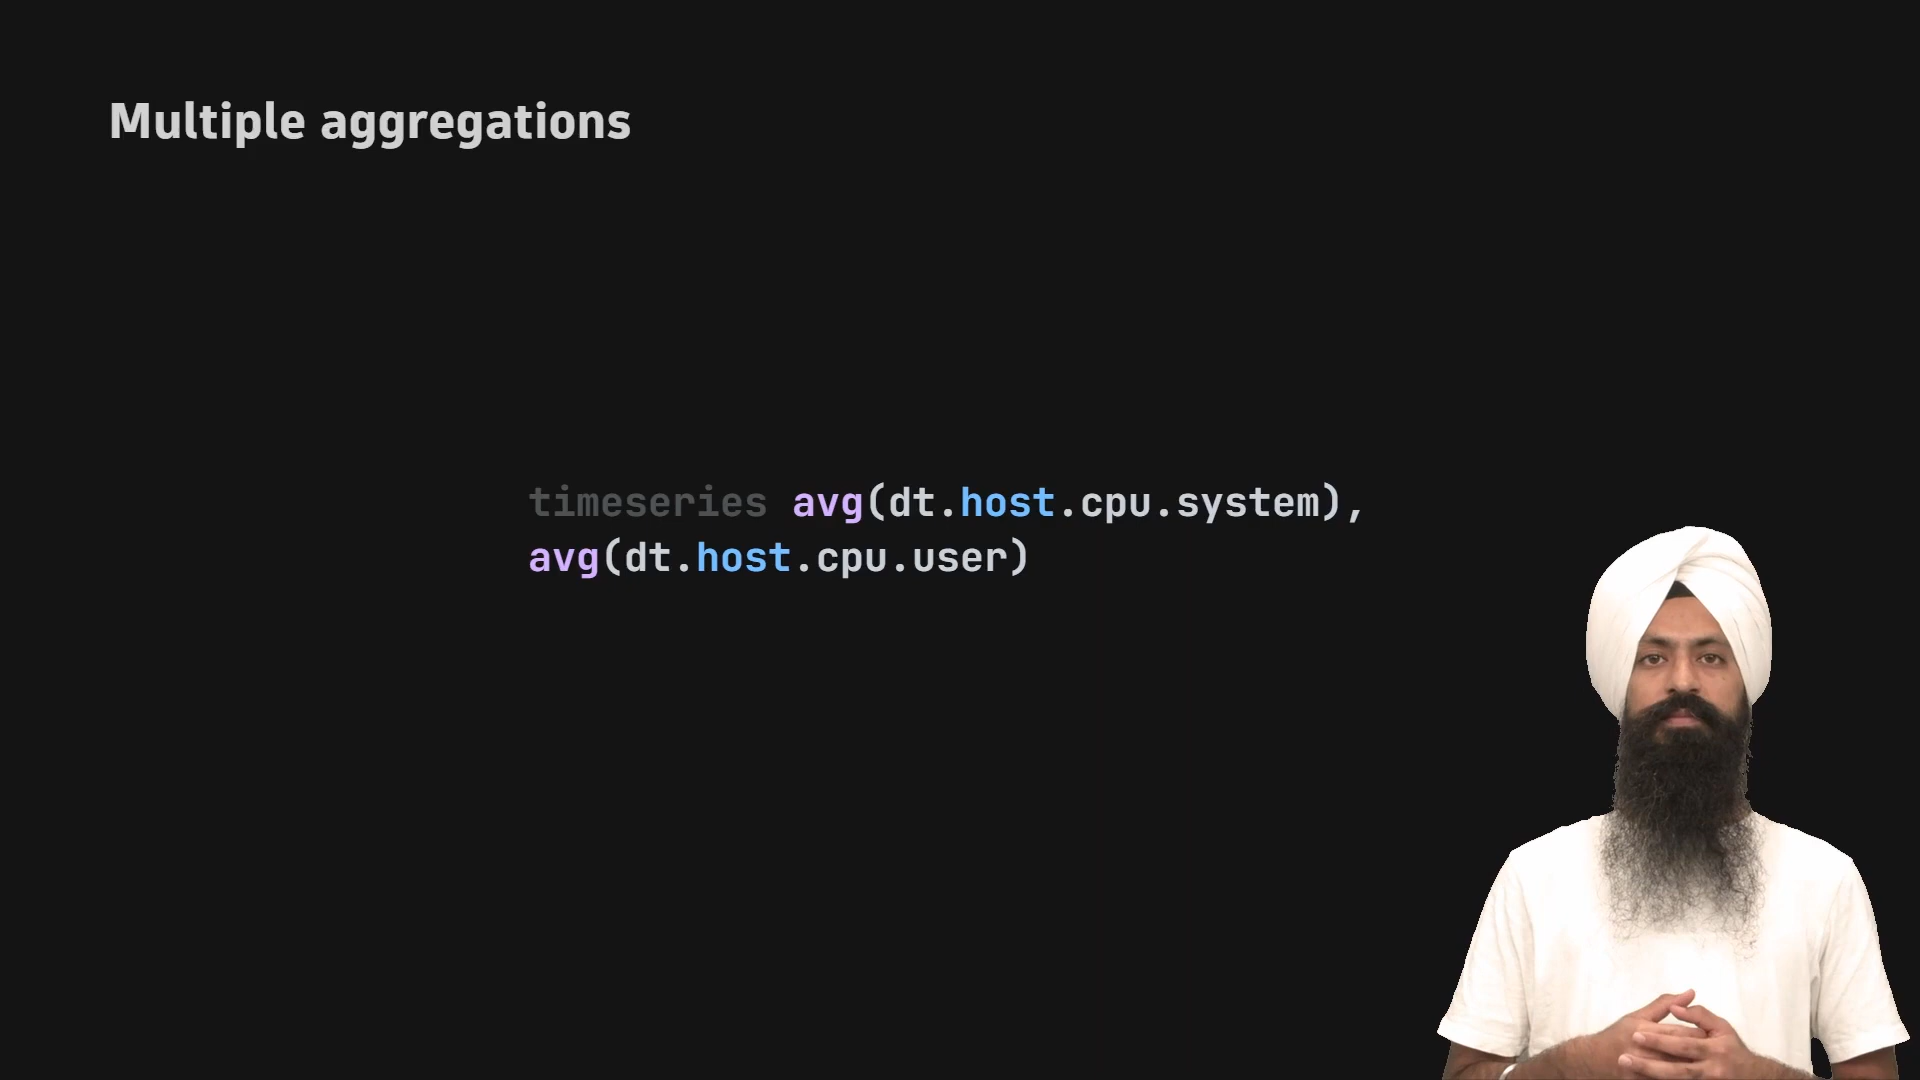 Multiple aggregations
timeseries avg(dt.host.cpu.system),
avg(dt.host.cpu.user)